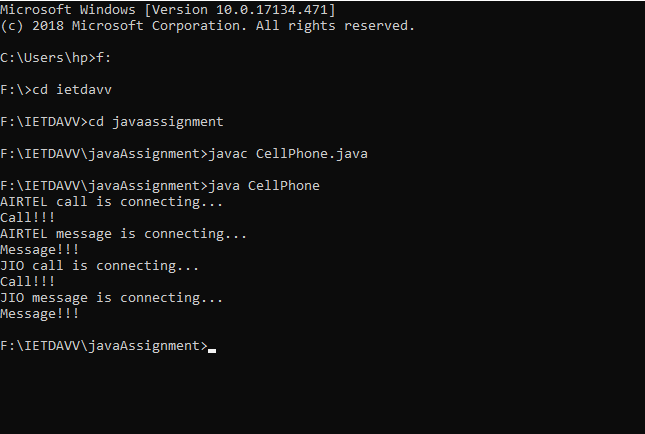 Microsoft Windows [Version 10.0.17134.471]
(c) 2018 Microsoft Corporation. All rights reserved.
C:\Users\hp>f:
F:\>cd ietdavv
F:\IETDAVV>cd javaassignment
F:\IETDAVV\javaAssignment>javac CellPhone.java
F:\IETDAVV\javaAssignment>java CellPhone
AIRTEL call is connecting...
Call!!!
AIRTEL message is connecting...
Message!!!
JIO call is connecting...
Call!!!
JIO message is connecting...
Message!!!
F:\IETDAVV\javaAssignment>